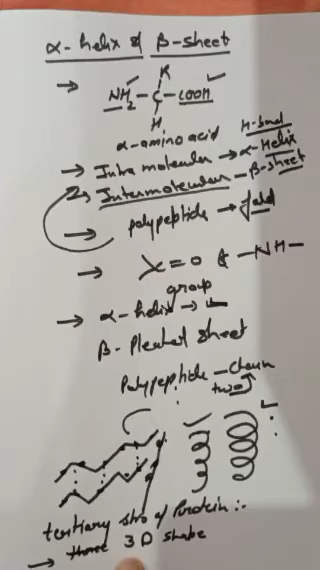 α-helix & β-sheet
→ R
NH2 - C - COOH
H
α-amino acid
H-bond
→ Intra molecular → α-Helix
→ Intermolecular - β-sheet
→ polypeptide → fold
→ C=O & -NH-
group
→ α-helix →
β-Pleated sheet
Polypeptide - Chain
two
tertiary str of Protein :-
→ three 3D shape